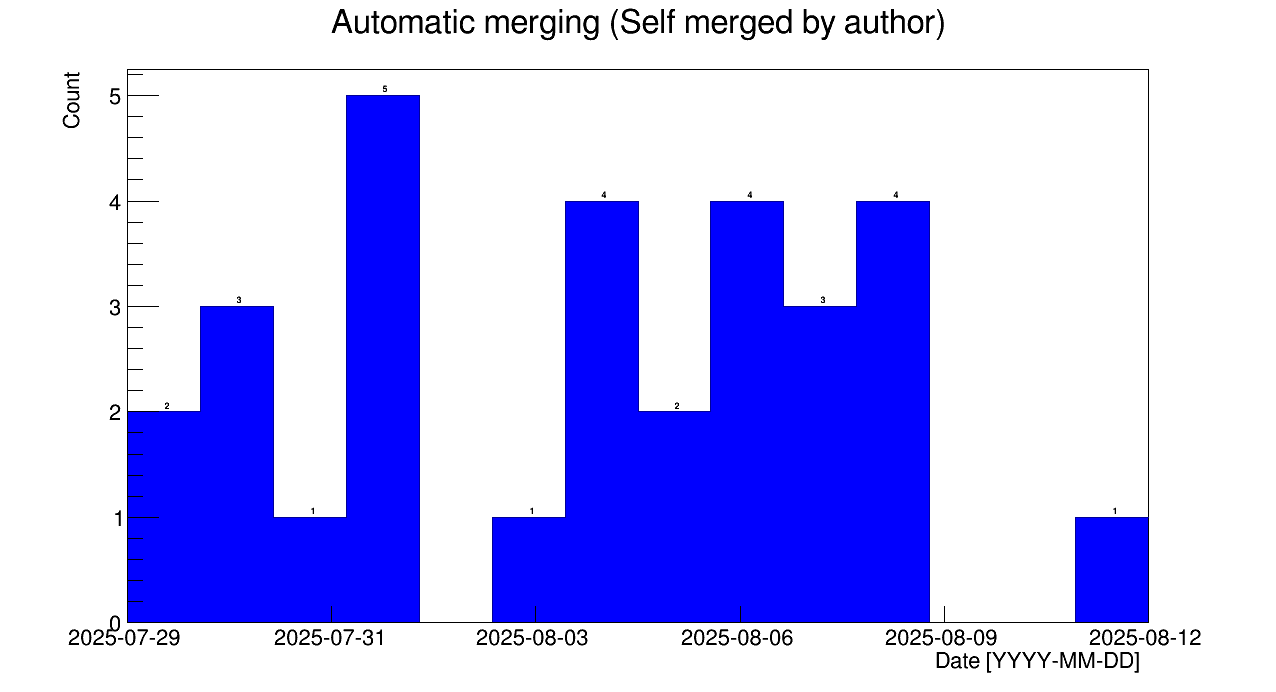 Automatic merging (Self merged by author)
Count
5
4
3
2
1
0
2 3 1 5 1 4 2 4 3 4 1
2025-07-29 2025-07-31 2025-08-03 2025-08-06 2025-08-09 2025-08-12
Date [YYYY-MM-DD]